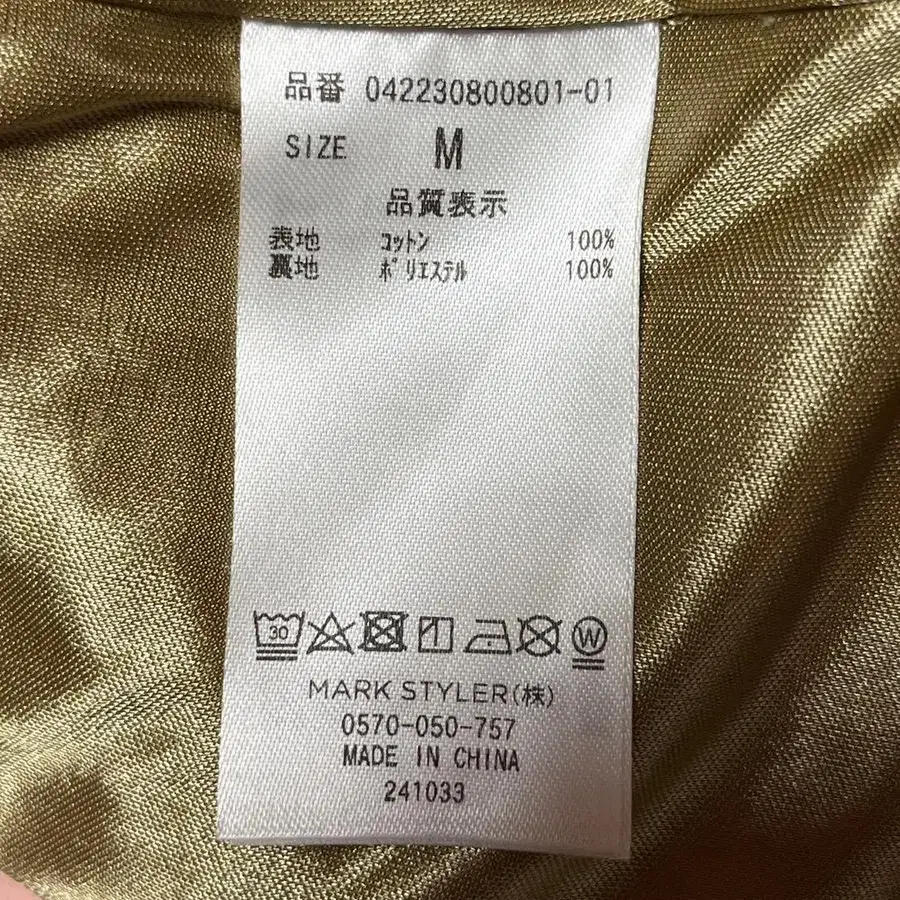 品番 042230800801-01
SIZE M
品質表示
表地 コットン 100%
裏地 ポリエステル 100%
30 W
MARK STYLER(株)
0570-050-757
MADE IN CHINA
241033